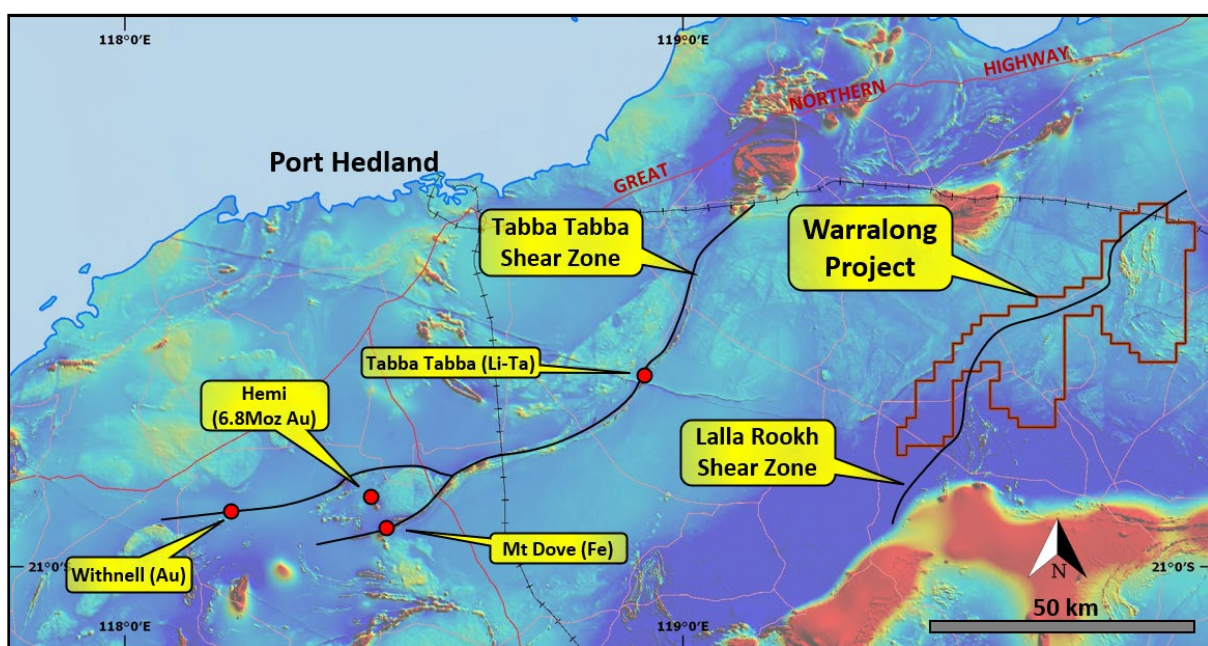 118°0'E
119°0'E
HIGHWAY
NORTHERN
GREAT
Port Hedland
Tabba Tabba
Shear Zone
Warralong
Project
Tabba Tabba (Li-Ta)
Hemi
(6.8Moz Au)
Lalla Rookh
Shear Zone
Withnell (Au)
Mt Dove (Fe)
21°0'S
21°0'S
N
50 km
118°0'E
119°0'E